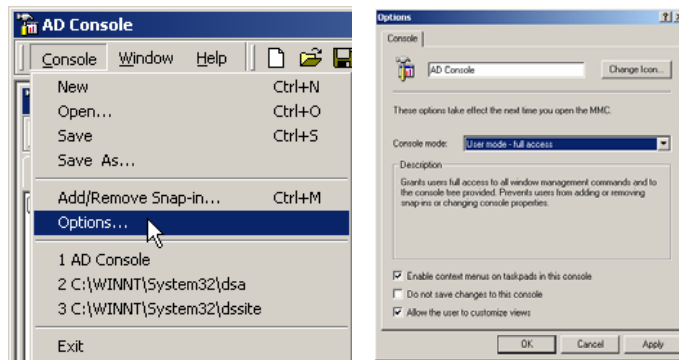 AD Console
Console Window Help
New Ctrl+N
Open... Ctrl+O
Save Ctrl+S
Save As...
Add/Remove Snap-in... Ctrl+M
Options...
1 AD Console
2 C:\WINNT\System32\dsa
3 C:\WINNT\System32\dssite
Exit
Options
Console
AD Console
Change Icon...
These options take effect the next time you open the MMC.
Console mode: User mode - full access
Description
Grants users full access to all window management commands and to
the console tree provided. Prevents users from adding or removing
snap-ins or changing console properties.
Enable context menus on taskpads in this console
Do not save changes to this console
Allow the user to customize views
OK Cancel Apply